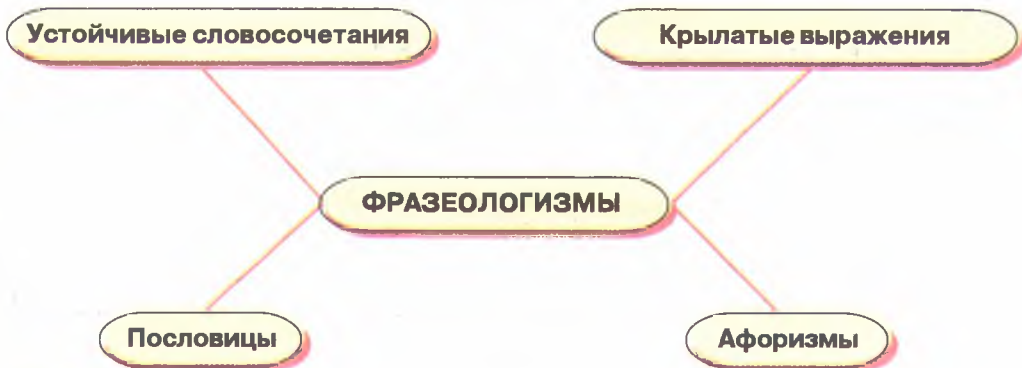 Устойчивые словосочетания
Крылатые выражения
ФРАЗЕОЛОГИЗМЫ
Пословицы
Афоризмы